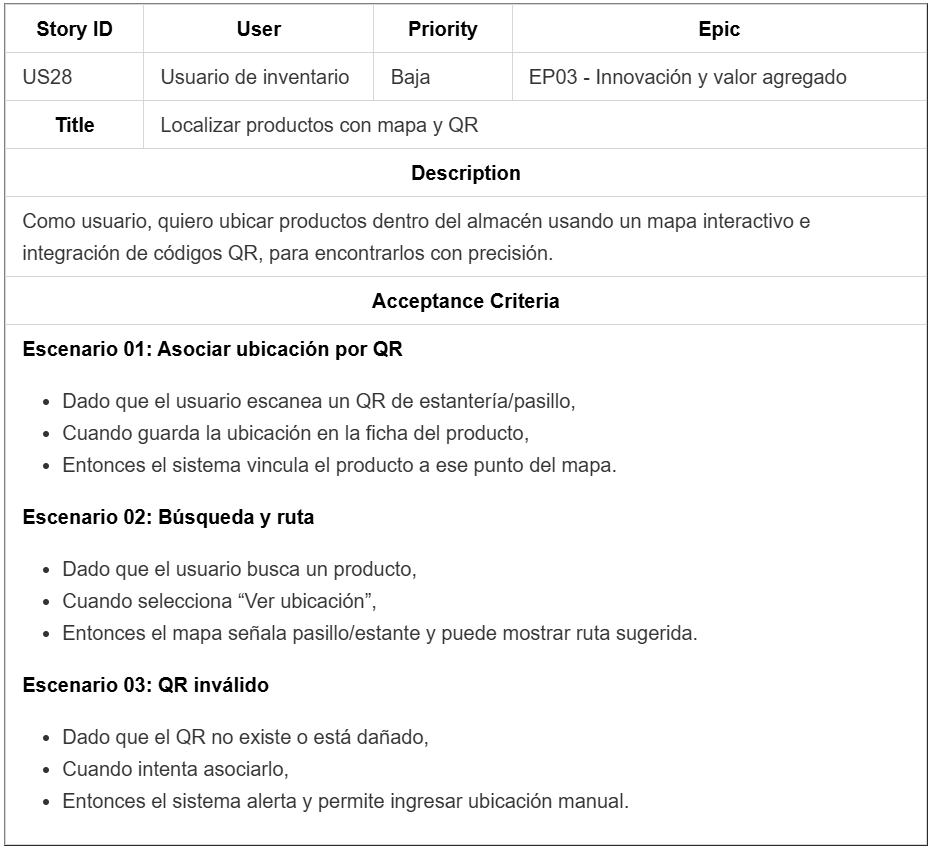 Story ID User Priority Epic
US28 Usuario de inventario Baja EP03 - Innovación y valor agregado
Title Localizar productos con mapa y QR
Description
Como usuario, quiero ubicar productos dentro del almacén usando un mapa interactivo e
integración de códigos QR, para encontrarlos con precisión.
Acceptance Criteria
Escenario 01: Asociar ubicación por QR
• Dado que el usuario escanea un QR de estantería/pasillo,
• Cuando guarda la ubicación en la ficha del producto,
• Entonces el sistema vincula el producto a ese punto del mapa.
Escenario 02: Búsqueda y ruta
• Dado que el usuario busca un producto,
• Cuando selecciona “Ver ubicación”,
• Entonces el mapa señala pasillo/estante y puede mostrar ruta sugerida.
Escenario 03: QR inválido
• Dado que el QR no existe o está dañado,
• Cuando intenta asociarlo,
• Entonces el sistema alerta y permite ingresar ubicación manual.